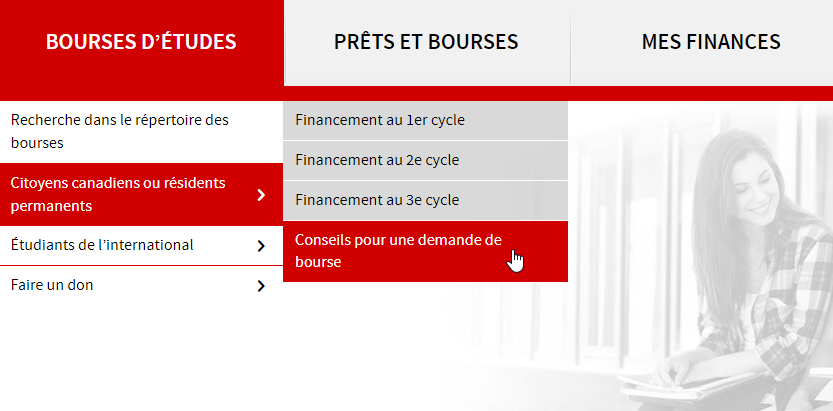 BOURSES D’ÉTUDES
PRÊTS ET BOURSES
MES FINANCES
Recherche dans le répertoire des
bourses
Citoyens canadiens ou résidents
permanents
Étudiants de l’international
Faire un don
Financement au 1er cycle
Financement au 2e cycle
Financement au 3e cycle
Conseils pour une demande de
bourse